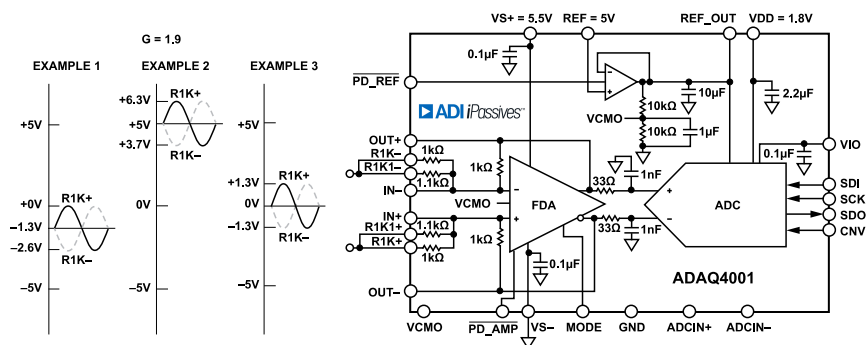 G = 1.9
EXAMPLE 1
EXAMPLE 2
EXAMPLE 3
+5V
+0V
−1.3V
−2.6V
−5V
R1K+
R1K−
+6.3V
+5V
+3.7V
0V
−5V
R1K+
R1K−
+5V
+1.3V
0V
−1.3V
−5V
R1K+
R1K−
VS+ = 5.5V
REF = 5V
REF_OUT
VDD = 1.8V
0.1µF
PD_REF
ADI iPassives™
10kΩ
VCMO
10kΩ
1µF
10µF
2.2µF
VIO
0.1µF
OUT+
R1K−
1kΩ
R1K1−
1.1kΩ
IN−
1kΩ
IN+
R1K1+
1.1kΩ
R1K+
1kΩ
OUT−
1kΩ
VCMO
FDA
33Ω
1nF
33Ω
1nF
ADC
SDI
SCK
SDO
CNV
0.1µF
ADAQ4001
VCMO
PD_AMP
VS−
MODE
GND
ADCIN+
ADCIN−